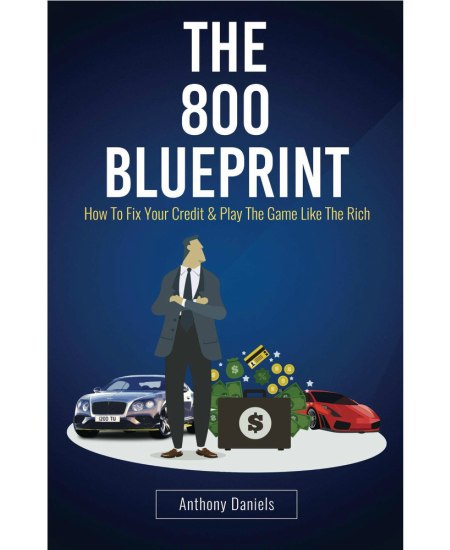 THE
800
BLUEPRINT
How To Fix Your Credit & Play The Game Like The Rich
$
Anthony Daniels